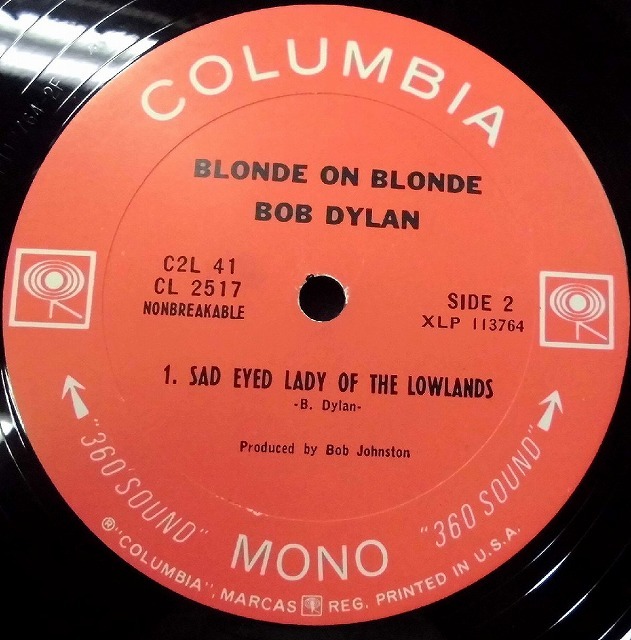 COLUMBIA
BLONDE ON BLONDE
BOB DYLAN
C2L 41
CL 2517
NONBREAKABLE
SIDE 2
XLP 113764
1. SAD EYED LADY OF THE LOWLANDS
-B. Dylan-
Produced by Bob Johnston
"360 SOUND"
MONO
"360 SOUND"
®"COLUMBIA", MARCAS REG. PRINTED IN U.S.A.